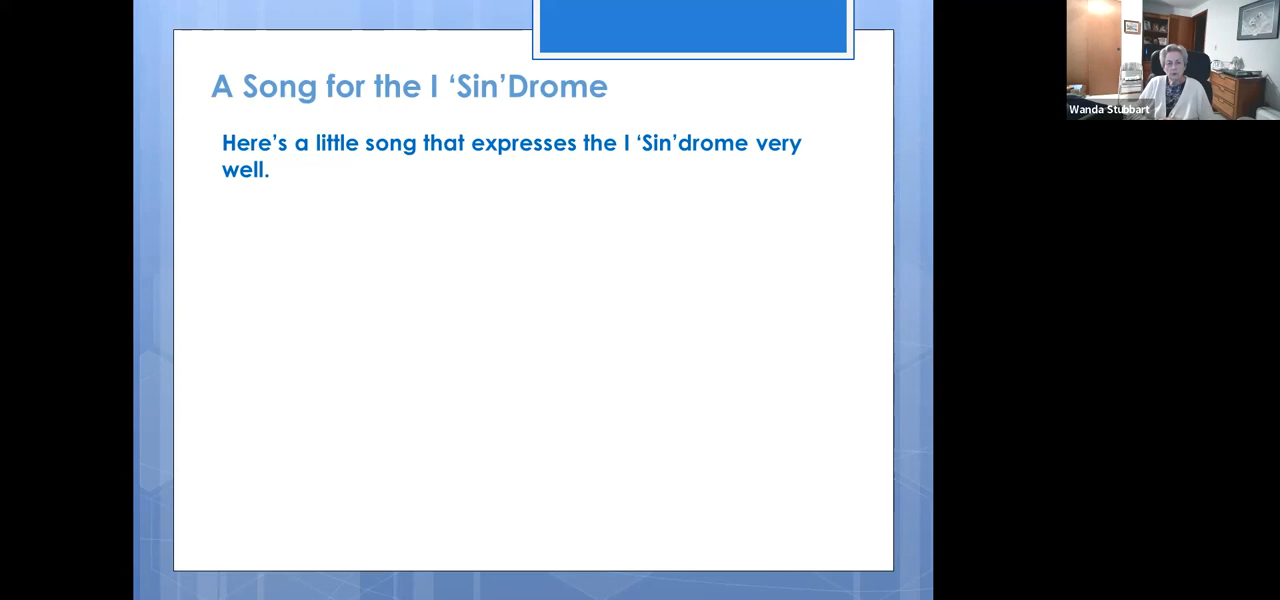 A Song for the I ‘Sin’Drome
Here’s a little song that expresses the I ‘Sin’drome very
well.
Wanda Stubbart